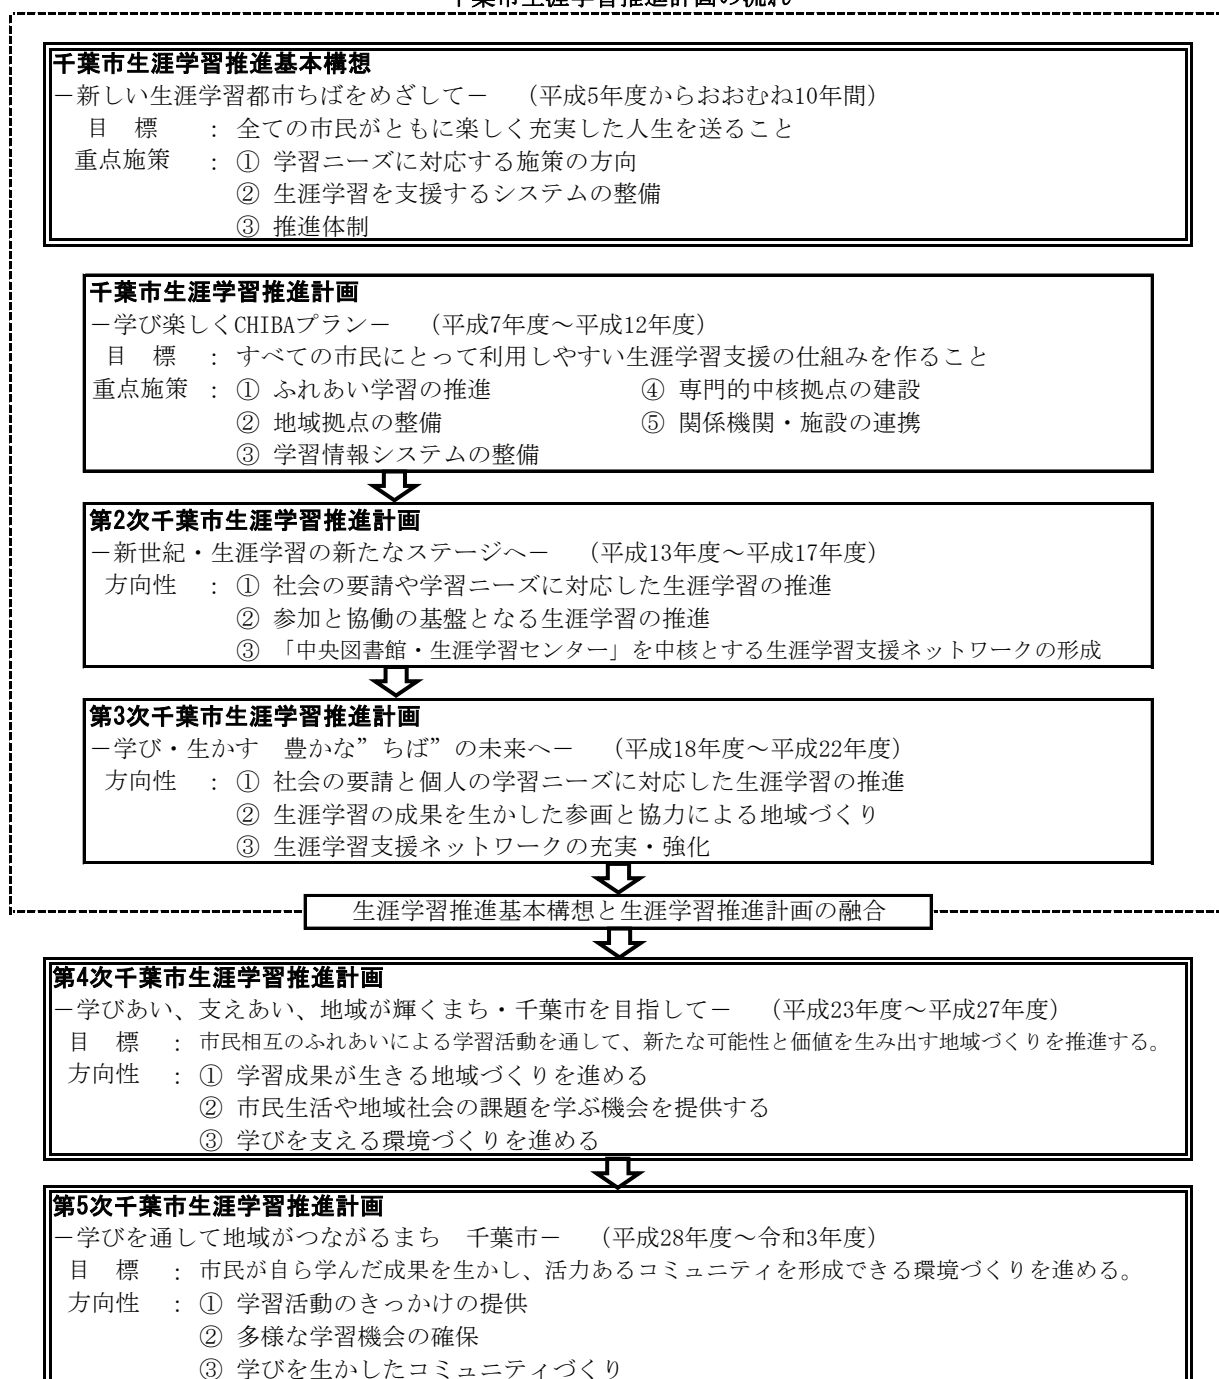 千葉市生涯学習推進計画の流れ
千葉市生涯学習推進基本構想
－新しい生涯学習都市ちばをめざして－　（平成5年度からおおむね10年間）
目　標　：全ての市民がともに楽しく充実した人生を送ること
重点施策　：① 学習ニーズに対応する施策の方向
② 生涯学習を支援するシステムの整備
③ 推進体制
千葉市生涯学習推進計画
－学び楽しくCHIBAプラン－　（平成7年度～平成12年度）
目　標　：すべての市民にとって利用しやすい生涯学習支援の仕組みを作ること
重点施策　：① ふれあい学習の推進　④ 専門的中核拠点の建設
② 地域拠点の整備　⑤ 関係機関・施設の連携
③ 学習情報システムの整備
第2次千葉市生涯学習推進計画
－新世紀・生涯学習の新たなステージへ－　（平成13年度～平成17年度）
方向性　：① 社会の要請や学習ニーズに対応した生涯学習の推進
② 参加と協働の基盤となる生涯学習の推進
③ 「中央図書館・生涯学習センター」を中核とする生涯学習支援ネットワークの形成
第3次千葉市生涯学習推進計画
－学び・生かす　豊かな”ちば”の未来へ－　（平成18年度～平成22年度）
方向性　：① 社会の要請と個人の学習ニーズに対応した生涯学習の推進
② 生涯学習の成果を生かした参画と協力による地域づくり
③ 生涯学習支援ネットワークの充実・強化
生涯学習推進基本構想と生涯学習推進計画の融合
第4次千葉市生涯学習推進計画
－学びあい、支えあい、地域が輝くまち・千葉市を目指して－　（平成23年度～平成27年度）
目　標　：市民相互のふれあいによる学習活動を通して、新たな可能性と価値を生み出す地域づくりを推進する。
方向性　：① 学習成果が生きる地域づくりを進める
② 市民生活や地域社会の課題を学ぶ機会を提供する
③ 学びを支える環境づくりを進める
第5次千葉市生涯学習推進計画
－学びを通して地域がつながるまち　千葉市－　（平成28年度～令和3年度）
目　標　：市民が自ら学んだ成果を生かし、活力あるコミュニティを形成できる環境づくりを進める。
方向性　：① 学習活動のきっかけの提供
② 多様な学習機会の確保
③ 学びを生かしたコミュニティづくり